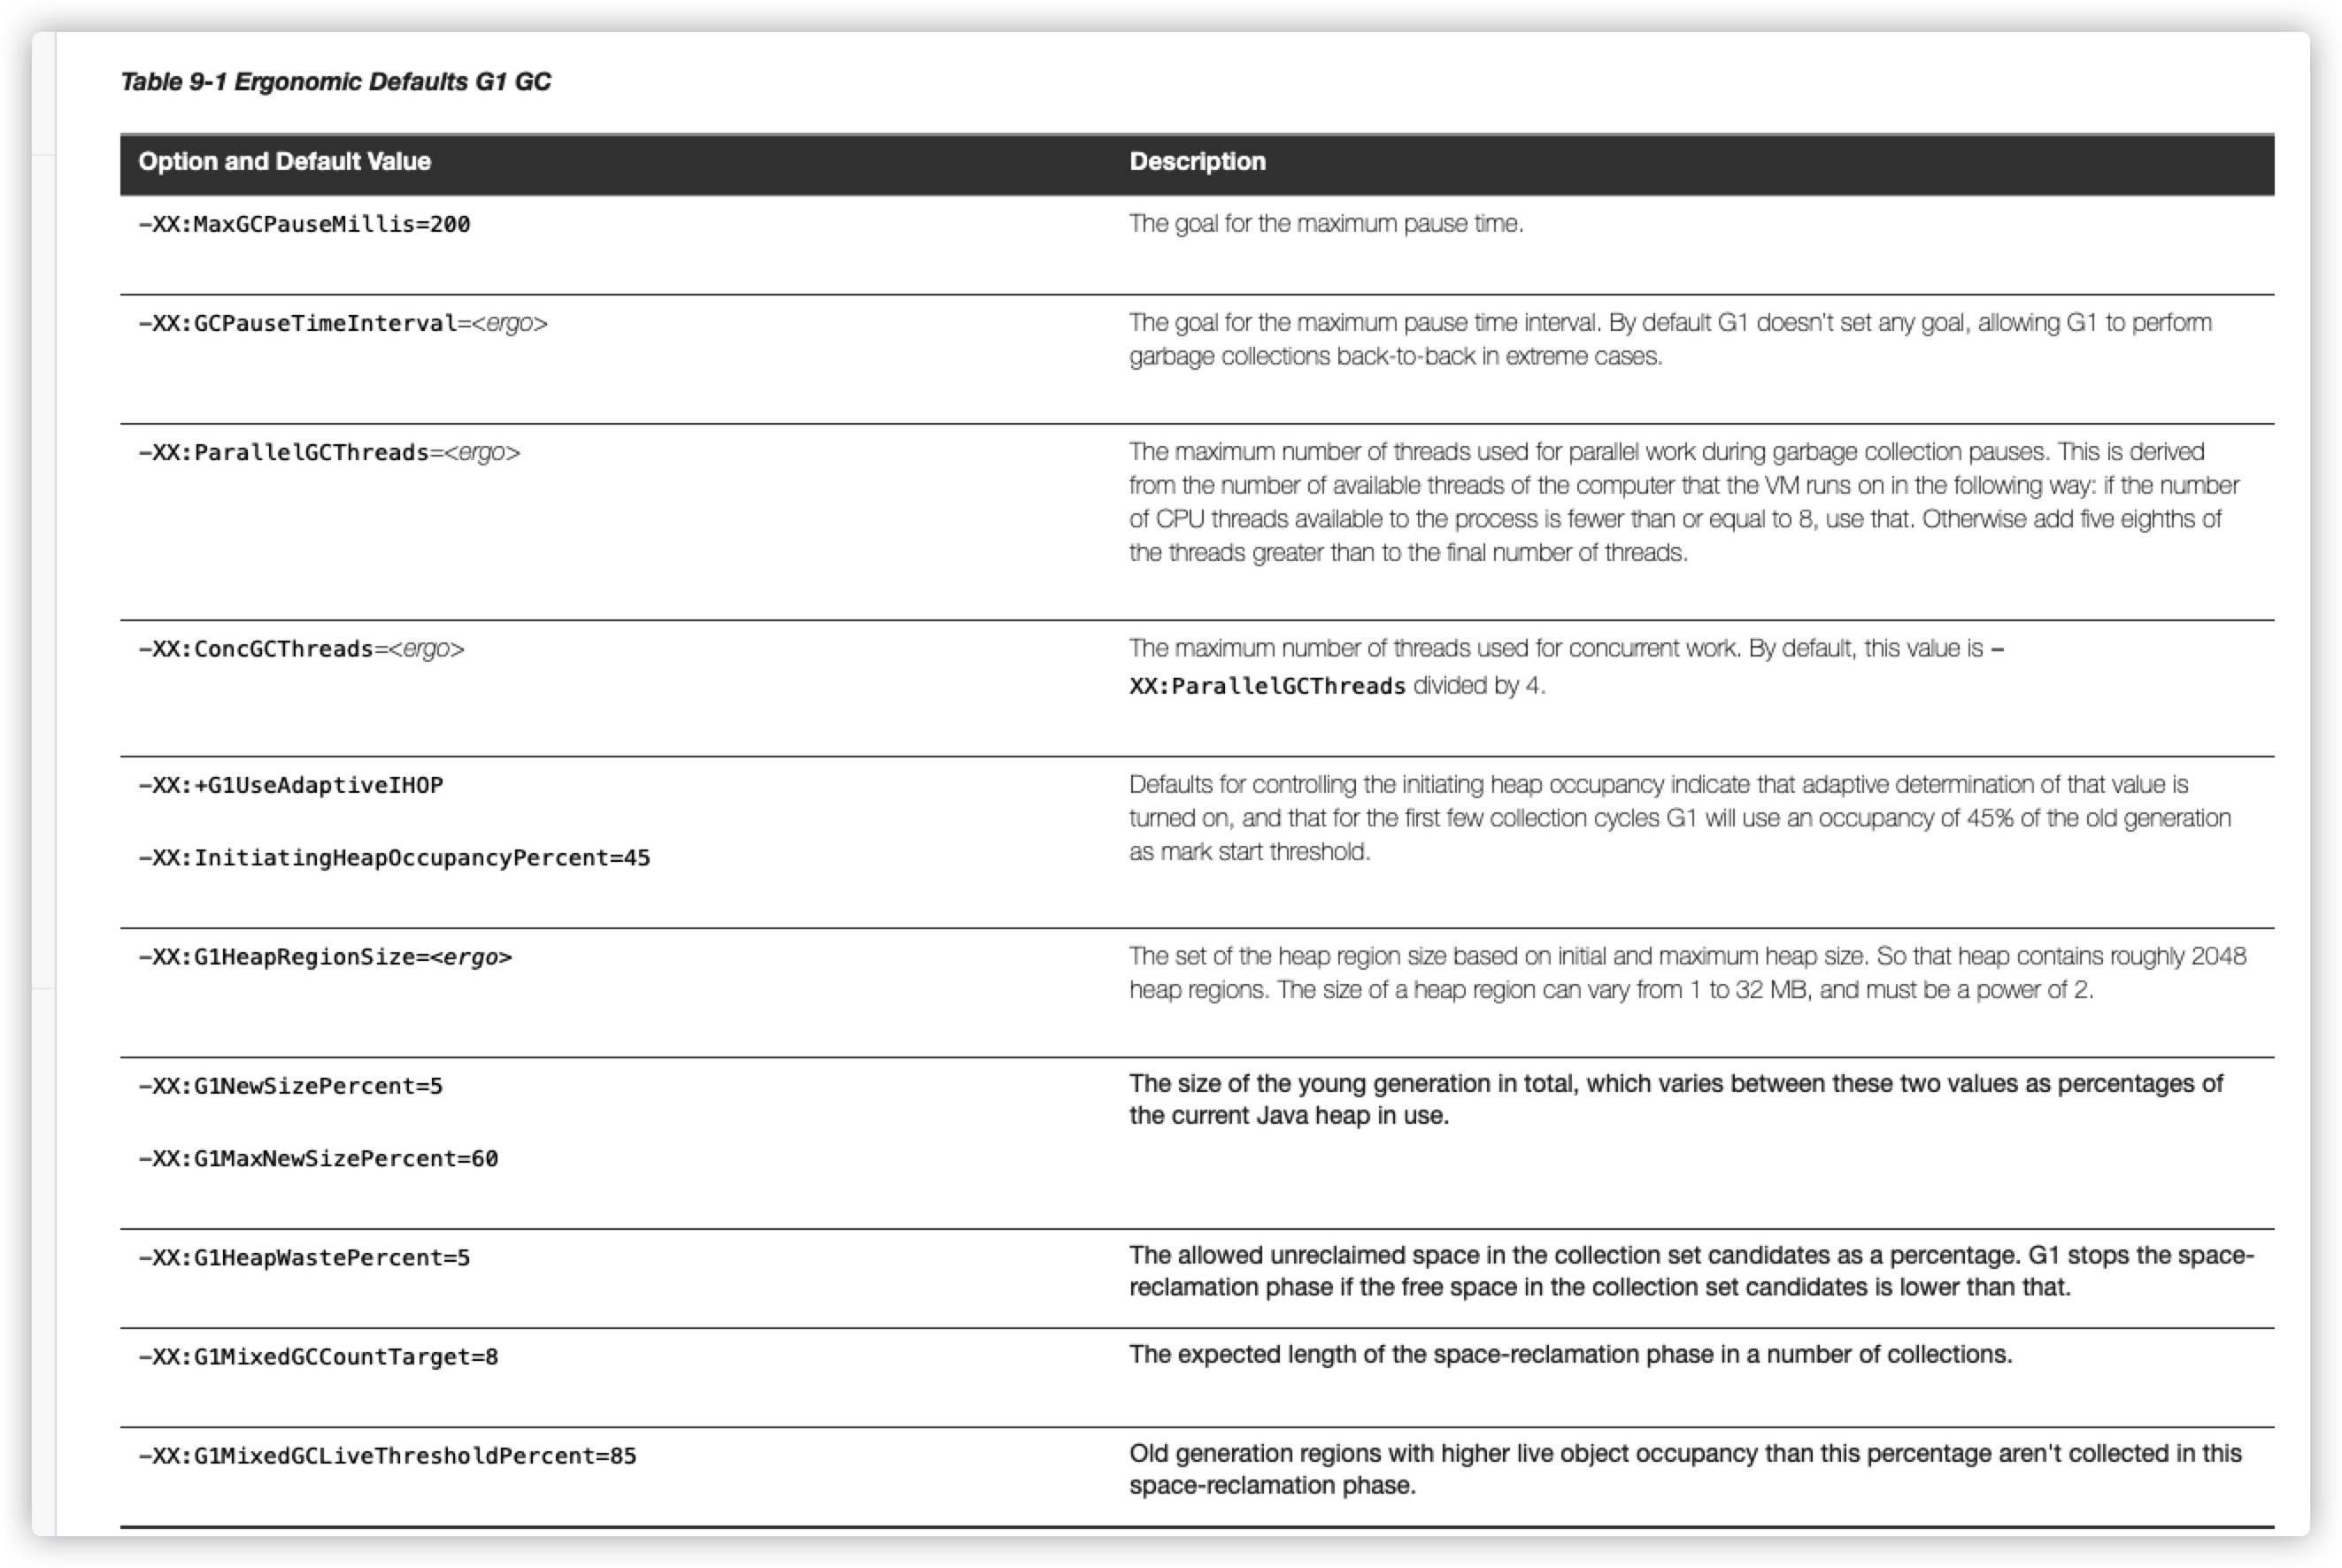 Table 9-1 Ergonomic Defaults G1 GC
Option and Default Value
Description
-XX:MaxGCPauseMillis=200
The goal for the maximum pause time.
-XX:GCPauseTimeInterval=<ergo>
The goal for the maximum pause time interval. By default G1 doesn't set any goal, allowing G1 to perform
garbage collections back-to-back in extreme cases.
-XX:ParallelGCThreads=<ergo>
The maximum number of threads used for parallel work during garbage collection pauses. This is derived
from the number of available threads of the computer that the VM runs on in the following way: if the number
of CPU threads available to the process is fewer than or equal to 8, use that. Otherwise add five eighths of
the threads greater than to the final number of threads.
-XX:ConcGCThreads=<ergo>
The maximum number of threads used for concurrent work. By default, this value is -
XX:ParallelGCThreads divided by 4.
-XX:+G1UseAdaptiveIHOP
-XX:InitiatingHeapOccupancyPercent=45
Defaults for controlling the initiating heap occupancy indicate that adaptive determination of that value is
turned on, and that for the first few collection cycles G1 will use an occupancy of 45% of the old generation
as mark start threshold.
-XX:G1HeapRegionSize=<ergo>
The set of the heap region size based on initial and maximum heap size. So that heap contains roughly 2048
heap regions. The size of a heap region can vary from 1 to 32 MB, and must be a power of 2.
-XX:G1NewSizePercent=5
-XX:G1MaxNewSizePercent=60
The size of the young generation in total, which varies between these two values as percentages of
the current Java heap in use.
-XX:G1HeapWastePercent=5
The allowed unreclaimed space in the collection set candidates as a percentage. G1 stops the space-
reclamation phase if the free space in the collection set candidates is lower than that.
-XX:G1MixedGCCountTarget=8
The expected length of the space-reclamation phase in a number of collections.
-XX:G1MixedGCLiveThresholdPercent=85
Old generation regions with higher live object occupancy than this percentage aren't collected in this
space-reclamation phase.